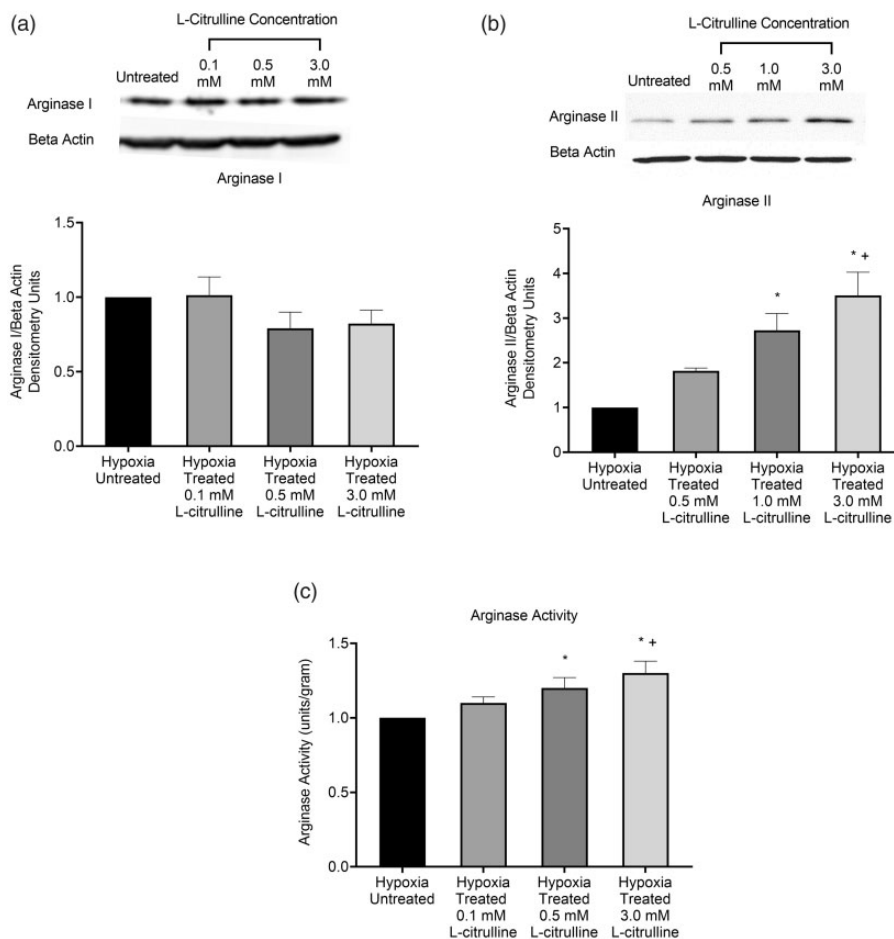 (a)
L-Citrulline Concentration
Untreated
0.1 mM
0.5 mM
3.0 mM
Arginase I
Beta Actin
Arginase I
Arginase I/Beta Actin
Densitometry Units
1.5
1.0
0.5
0.0
Hypoxia
Untreated
Hypoxia
Treated
0.1 mM
L-citrulline
Hypoxia
Treated
0.5 mM
L-citrulline
Hypoxia
Treated
3.0 mM
L-citrulline
(b)
L-Citrulline Concentration
Untreated
0.5 mM
1.0 mM
3.0 mM
Arginase II
Beta Actin
Arginase II
Arginase II/Beta Actin
Densitometry Units
5
4
3
2
1
0
*
* +
Hypoxia
Untreated
Hypoxia
Treated
0.5 mM
L-citrulline
Hypoxia
Treated
1.0 mM
L-citrulline
Hypoxia
Treated
3.0 mM
L-citrulline
(c)
Arginase Activity
Arginase Activity (units/gram)
1.5
1.0
0.5
0.0
*
* +
Hypoxia
Untreated
Hypoxia
Treated
0.1 mM
L-citrulline
Hypoxia
Treated
0.5 mM
L-citrulline
Hypoxia
Treated
3.0 mM
L-citrulline